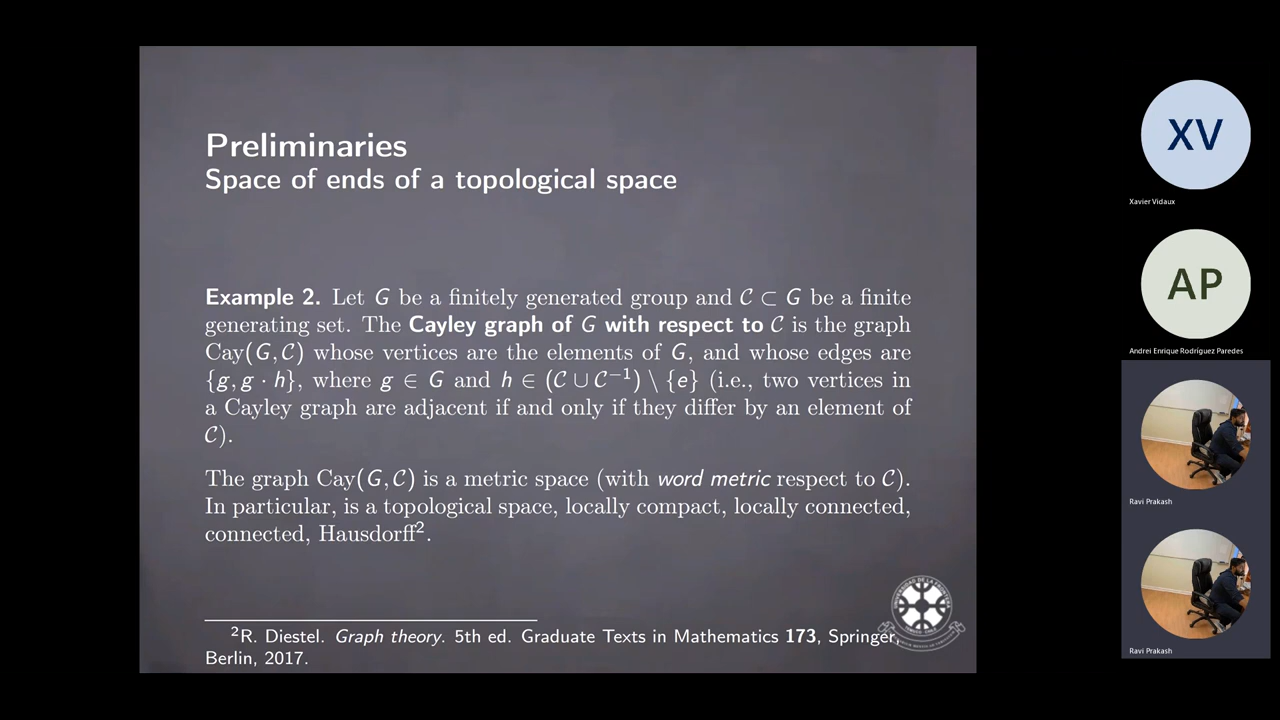 Preliminaries
Space of ends of a topological space
Example 2. Let G be a finitely generated group and C ⊂ G be a finite
generating set. The Cayley graph of G with respect to C is the graph
Cay(G, C) whose vertices are the elements of G, and whose edges are
{g, g · h}, where g ∈ G and h ∈ (C ∪ C⁻¹) \ {e} (i.e., two vertices in
a Cayley graph are adjacent if and only if they differ by an element of
C).
The graph Cay(G, C) is a metric space (with word metric respect to C).
In particular, is a topological space, locally compact, locally connected,
connected, Hausdorff².
²R. Diestel. Graph theory. 5th ed. Graduate Texts in Mathematics 173, Springer,
Berlin, 2017.
UNIVERSIDAD DE LA FRONTERA
XV
Xavier Vidaux
AP
Andrei Enrique Rodríguez Paredes
Ravi Prakash
Ravi Prakash